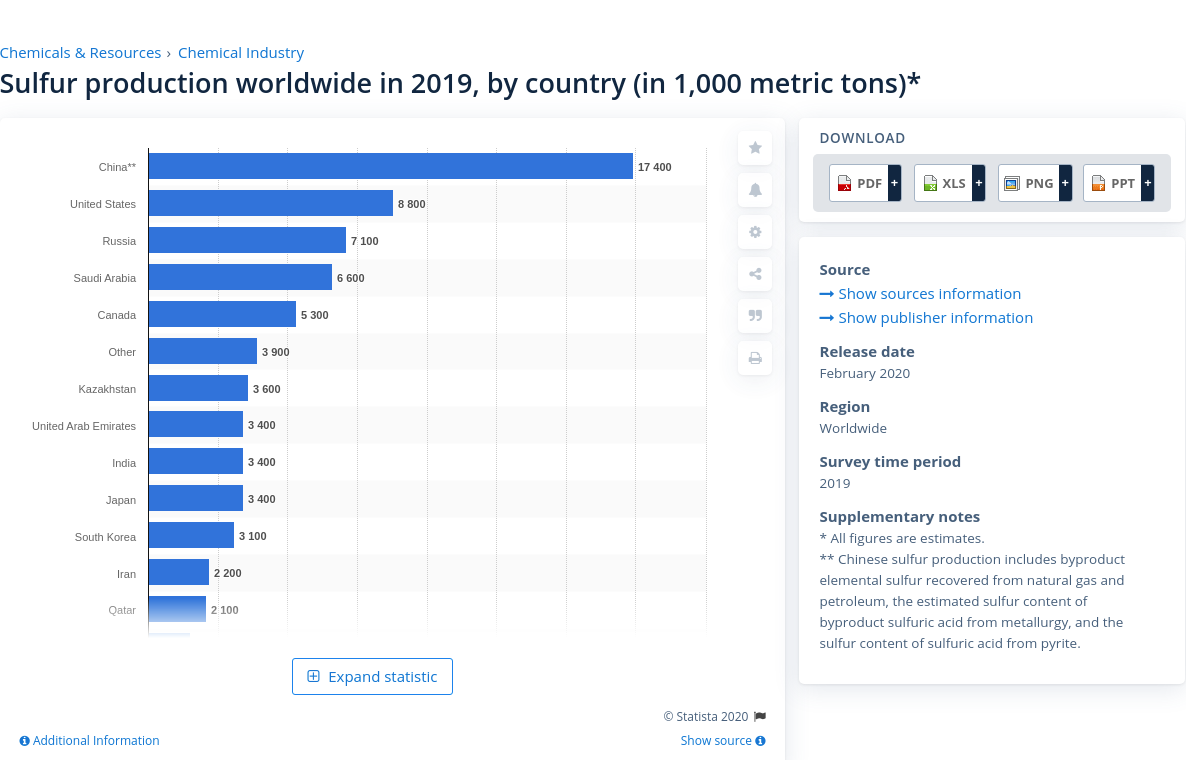 Chemicals & Resources › Chemical Industry
Sulfur production worldwide in 2019, by country (in 1,000 metric tons)*
China** 17 400
United States 8 800
Russia 7 100
Saudi Arabia 6 600
Canada 5 300
Other 3 900
Kazakhstan 3 600
United Arab Emirates 3 400
India 3 400
Japan 3 400
South Korea 3 100
Iran 2 200
Qatar 2 100
Expand statistic
© Statista 2020
Additional Information
Show source
DOWNLOAD
PDF + XLS + PNG + PPT +
Source
Show sources information
Show publisher information
Release date
February 2020
Region
Worldwide
Survey time period
2019
Supplementary notes
* All figures are estimates.
** Chinese sulfur production includes byproduct
elemental sulfur recovered from natural gas and
petroleum, the estimated sulfur content of
byproduct sulfuric acid from metallurgy, and the
sulfur content of sulfuric acid from pyrite.